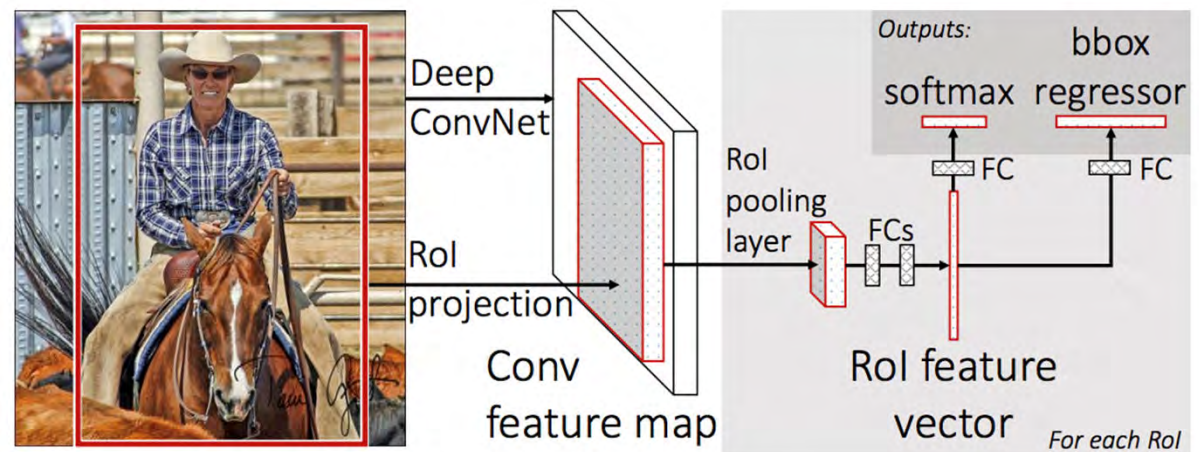 Deep
ConvNet
RoI
projection
Conv
feature map
RoI
pooling
layer
FCs
RoI feature
vector
Outputs:
softmax
bbox
regressor
FC
FC
For each RoI